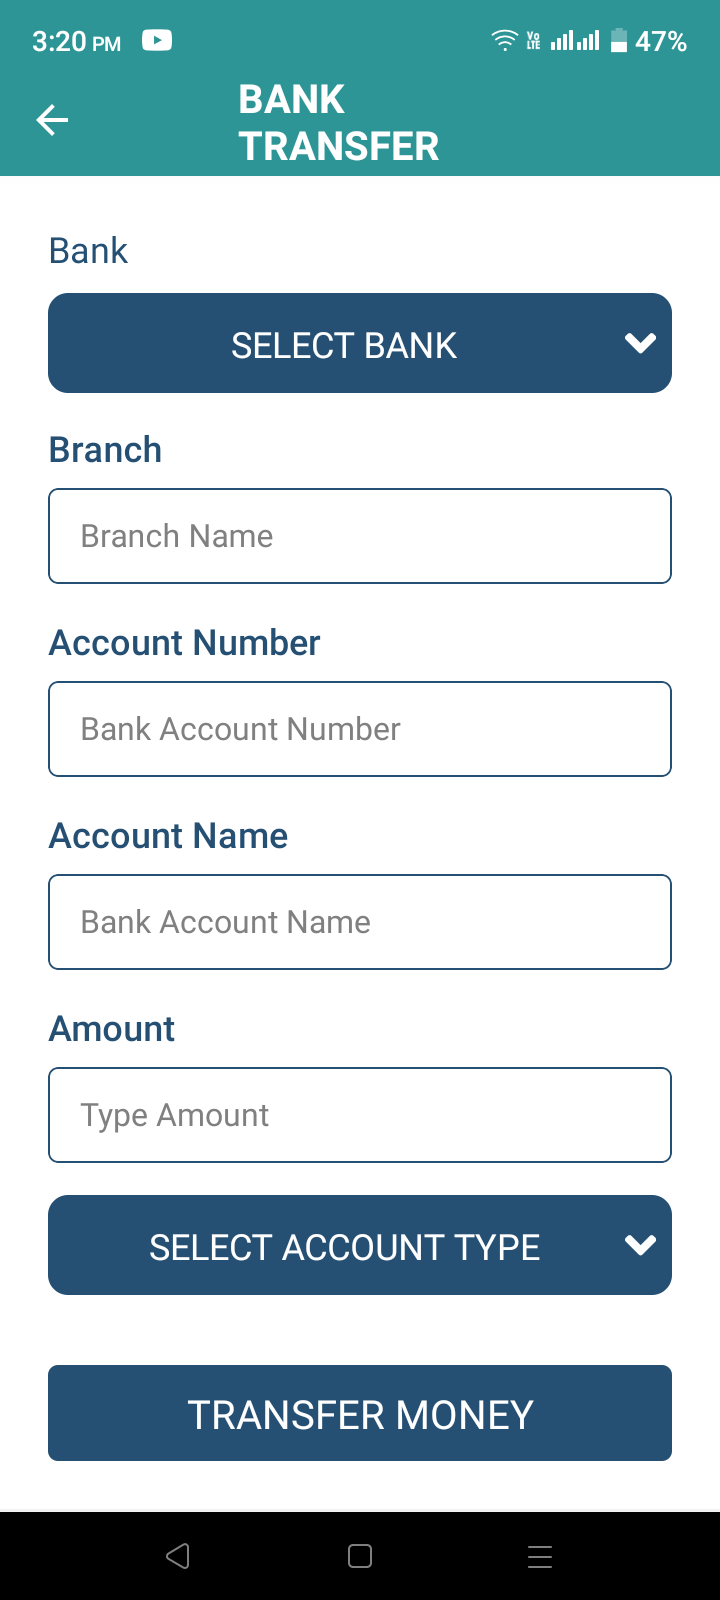 3:20 PM
Vo LTE
47%
BANK
TRANSFER
Bank
SELECT BANK
Branch
Branch Name
Account Number
Bank Account Number
Account Name
Bank Account Name
Amount
Type Amount
SELECT ACCOUNT TYPE
TRANSFER MONEY